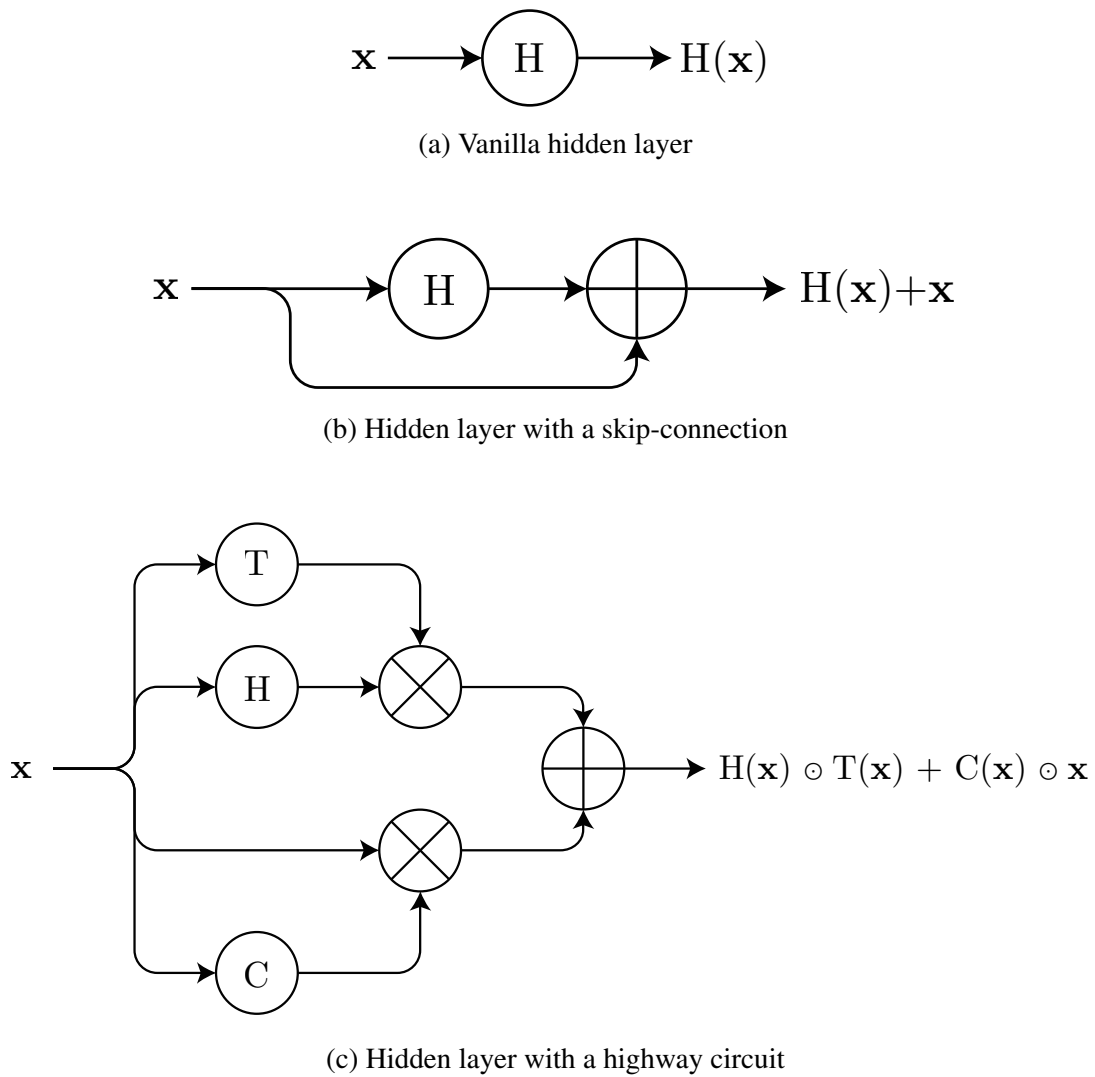 x H H(x)
(a) Vanilla hidden layer
x H H(x)+x
(b) Hidden layer with a skip-connection
T
H
x H(x) ⊙ T(x) + C(x) ⊙ x
C
(c) Hidden layer with a highway circuit